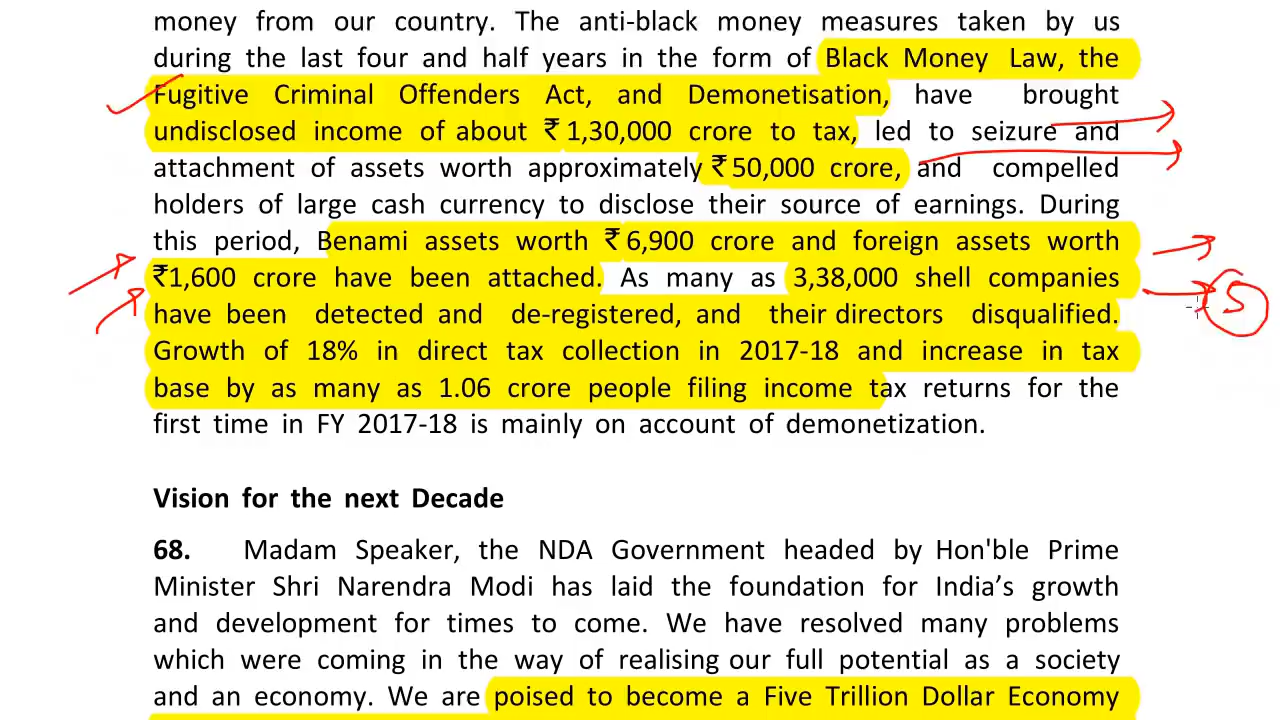 money from our country. The anti-black money measures taken by us
during the last four and half years in the form of Black Money Law, the
Fugitive Criminal Offenders Act, and Demonetisation, have brought
undisclosed income of about ₹ 1,30,000 crore to tax, led to seizure and
attachment of assets worth approximately ₹ 50,000 crore, and compelled
holders of large cash currency to disclose their source of earnings. During
this period, Benami assets worth ₹ 6,900 crore and foreign assets worth
₹1,600 crore have been attached. As many as 3,38,000 shell companies
have been detected and de-registered, and their directors disqualified.
Growth of 18% in direct tax collection in 2017-18 and increase in tax
base by as many as 1.06 crore people filing income tax returns for the
first time in FY 2017-18 is mainly on account of demonetization.
Vision for the next Decade
68. Madam Speaker, the NDA Government headed by Hon'ble Prime
Minister Shri Narendra Modi has laid the foundation for India’s growth
and development for times to come. We have resolved many problems
which were coming in the way of realising our full potential as a society
and an economy. We are poised to become a Five Trillion Dollar Economy